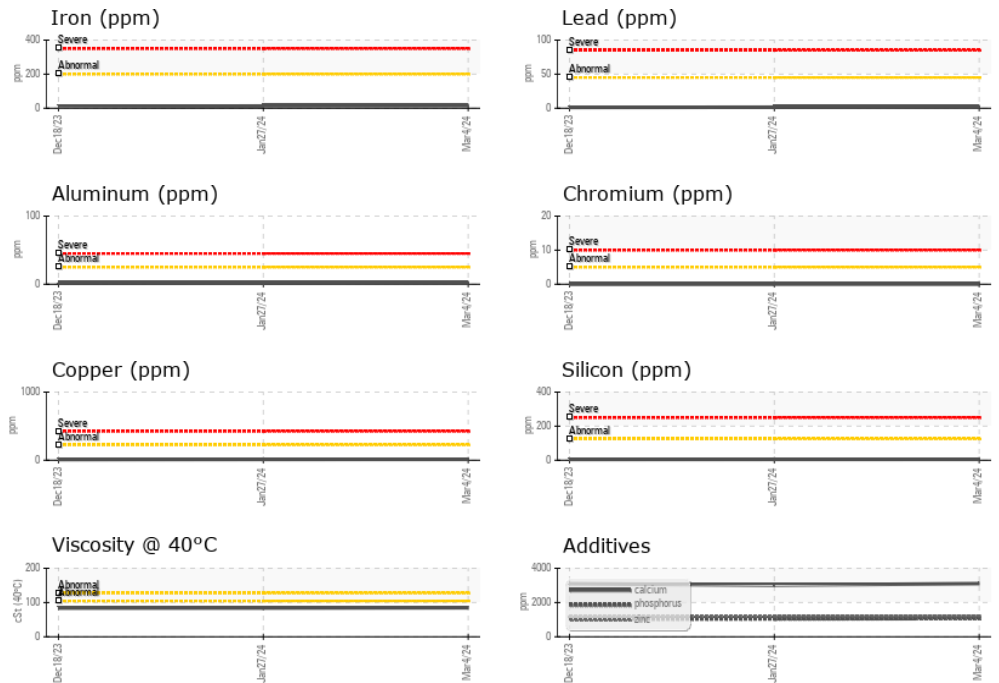 Iron (ppm)
400
200
0
ppm
Severe
Abnormal
Dec18/23
Jan27/24
Mar4/24
Lead (ppm)
100
50
0
ppm
Severe
Abnormal
Dec18/23
Jan27/24
Mar4/24
Aluminum (ppm)
100
50
0
ppm
Severe
Abnormal
Dec18/23
Jan27/24
Mar4/24
Chromium (ppm)
20
10
0
ppm
Severe
Abnormal
Dec18/23
Jan27/24
Mar4/24
Copper (ppm)
1000
0
ppm
Severe
Abnormal
Dec18/23
Jan27/24
Mar4/24
Silicon (ppm)
400
200
0
ppm
Severe
Abnormal
Dec18/23
Jan27/24
Mar4/24
Viscosity @ 40°C
200
100
0
cSt (40°C)
Abnormal
Abnormal
Dec18/23
Jan27/24
Mar4/24
Additives
4000
2000
0
ppm
calcium
phosphorus
zinc
Dec18/23
Jan27/24
Mar4/24